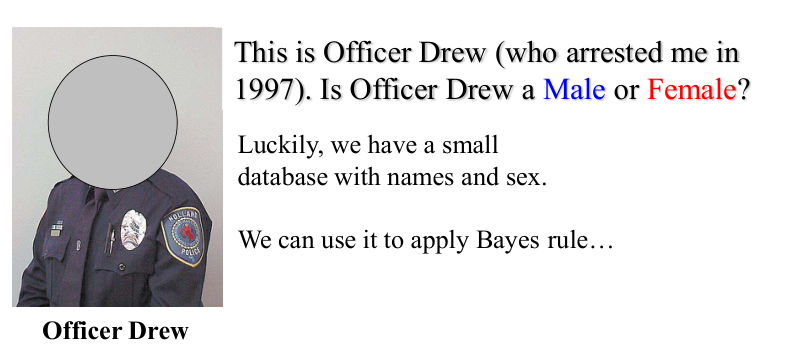 This is Officer Drew (who arrested me in
1997). Is Officer Drew a Male or Female?
Luckily, we have a small
database with names and sex.
We can use it to apply Bayes rule…
HOLLAND
POLICE
Officer Drew